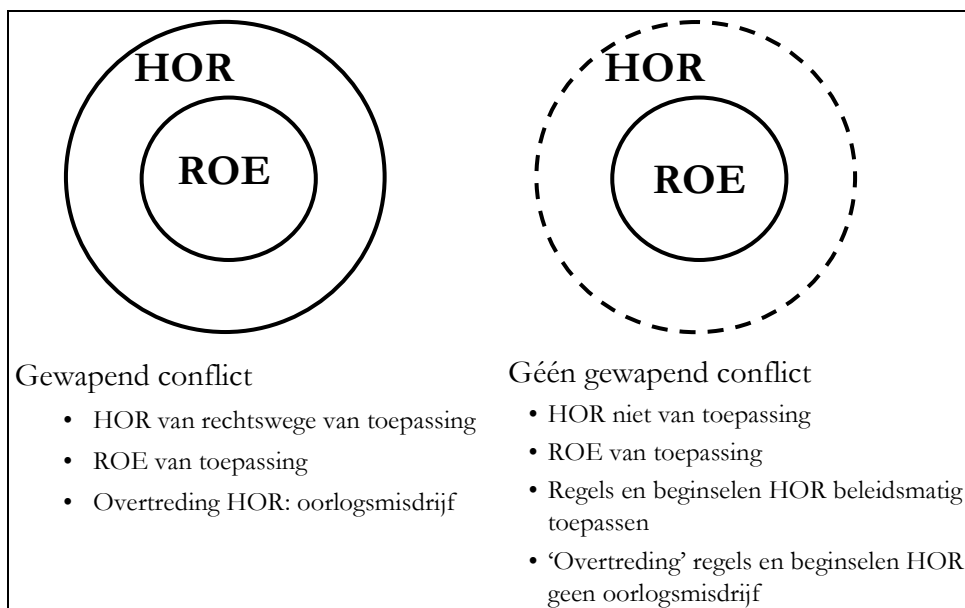 HOR
ROE
Gewapend conflict
• HOR van rechtswege van toepassing
• ROE van toepassing
• Overtreding HOR: oorlogsmisdrijf
HOR
ROE
Géén gewapend conflict
• HOR niet van toepassing
• ROE van toepassing
• Regels en beginselen HOR beleidsmatig
toepassen
• ‘Overtreding’ regels en beginselen HOR
geen oorlogsmisdrijf